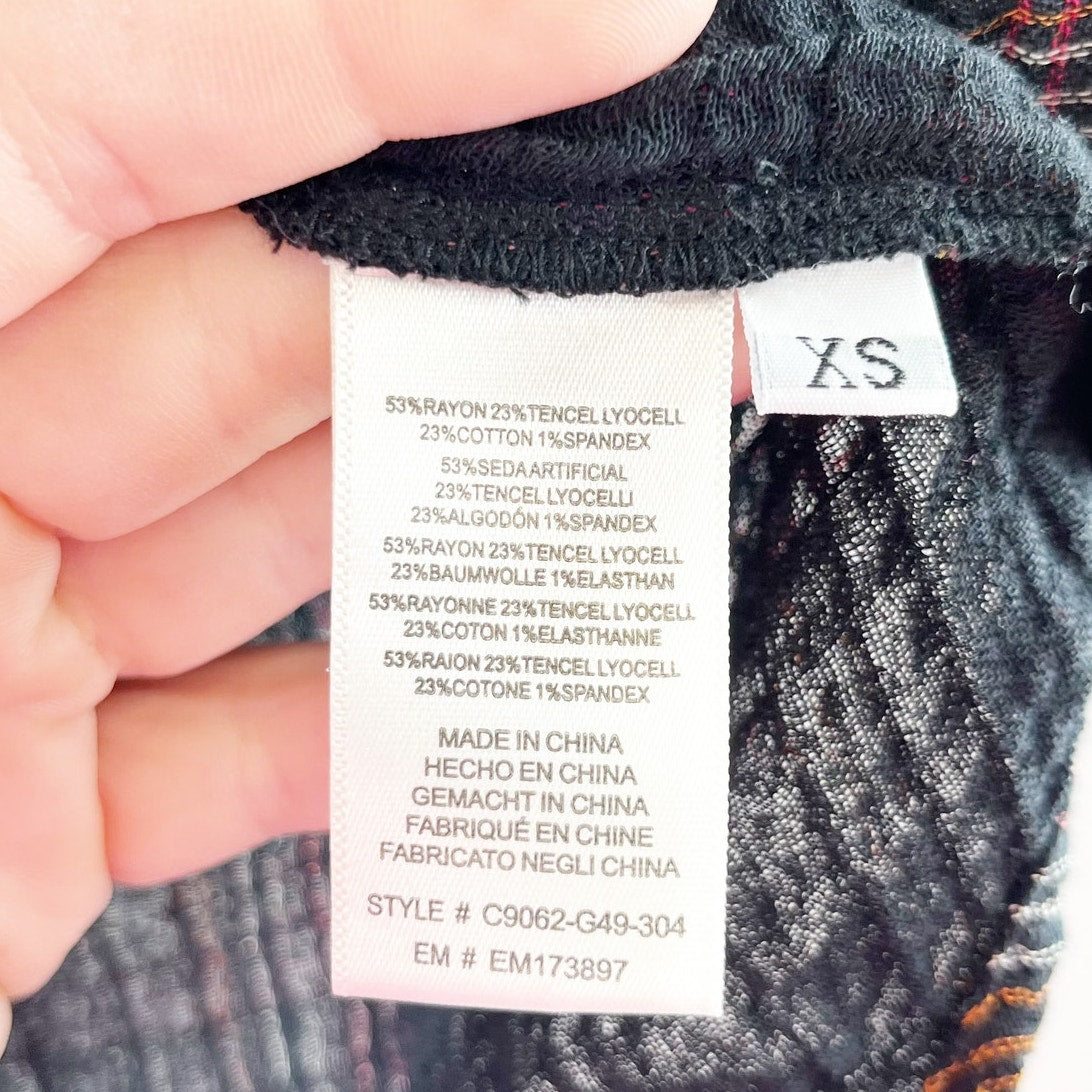 XS
53%RAYON 23%TENCEL LYOCELL
23%COTTON 1%SPANDEX
53%SEDA ARTIFICIAL
23%TENCEL LYOCELLI
23%ALGODÓN 1%SPANDEX
53%RAYON 23%TENCEL LYOCELL
23%BAUMWOLLE 1%ELASTHAN
53%RAYONNE 23%TENCEL LYOCELL
23%COTON 1%ELASTHANNE
53%RAION 23%TENCEL LYOCELL
23%COTONE 1%SPANDEX
MADE IN CHINA
HECHO EN CHINA
GEMACHT IN CHINA
FABRIQUÉ EN CHINE
FABRICATO NEGLI CHINA
STYLE # C9062-G49-304
EM # EM173897